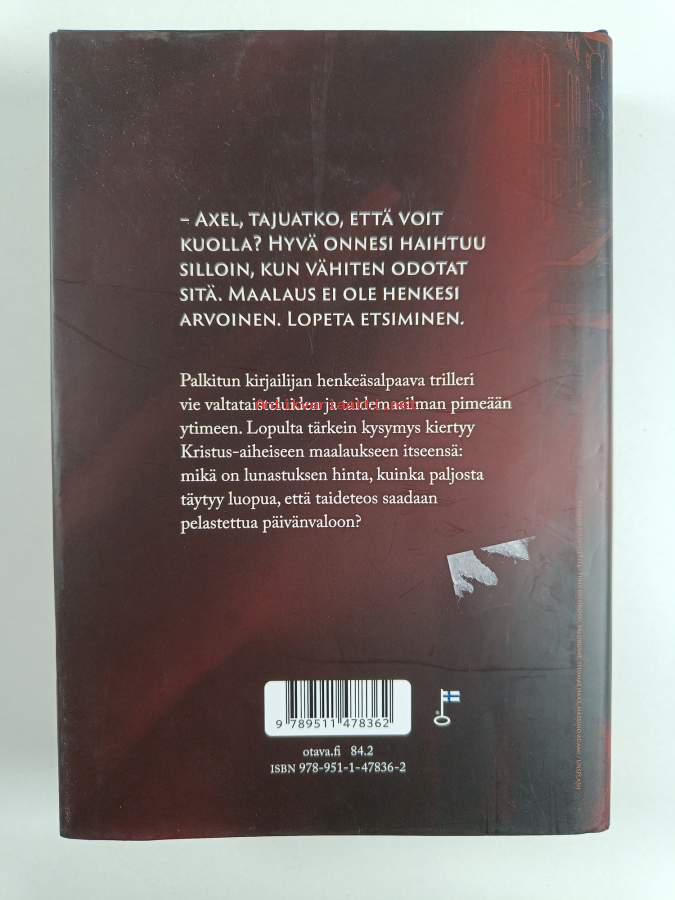 – AXEL, TAJUATKO, ETTÄ VOIT
KUOLLA? HYVÄ ONNESI HAIHTUU
SILLOIN, KUN VÄHITEN ODOTAT
SITÄ. MAALAUS EI OLE HENKESI
ARVOINEN. LOPETA ETSIMINEN.
Palkitun kirjailijan henkeäsalpaava trilleri
vie valtataisteluiden ja taidemaailman pimeään
ytimeen. Lopulta tärkein kysymys kiertyy
Kristus-aiheiseen maalaukseen itseensä:
mikä on lunastuksen hinta, kuinka paljosta
täytyy luopua, että taideteos saadaan
pelastettua päivänvaloon?
9 789511 478362
otava.fi 84.2
ISBN 978-951-1-47836-2